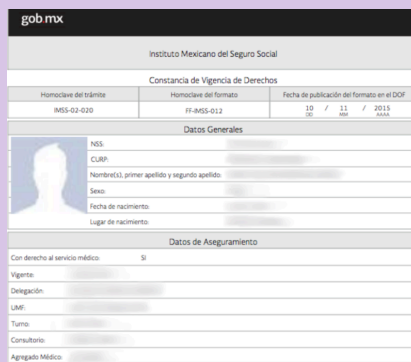 gob.mx
Instituto Mexicano del Seguro Social
Constancia de Vigencia de Derechos
Homoclave del trámite Homoclave del formato Fecha de publicación del formato en el DOF
IMSS-02-020 FF-IMSS-012 10 / 11 / 2015
DD MM AAAA
Datos Generales
NSS:
CURP:
Nombre(s), primer apellido y segundo apellido:
Sexo:
Fecha de nacimiento:
Lugar de nacimiento:
Datos de Aseguramiento
Con derecho al servicio médico: SI
Vigente:
Delegación:
UMF:
Turno:
Consultorio:
Agregado Médico: